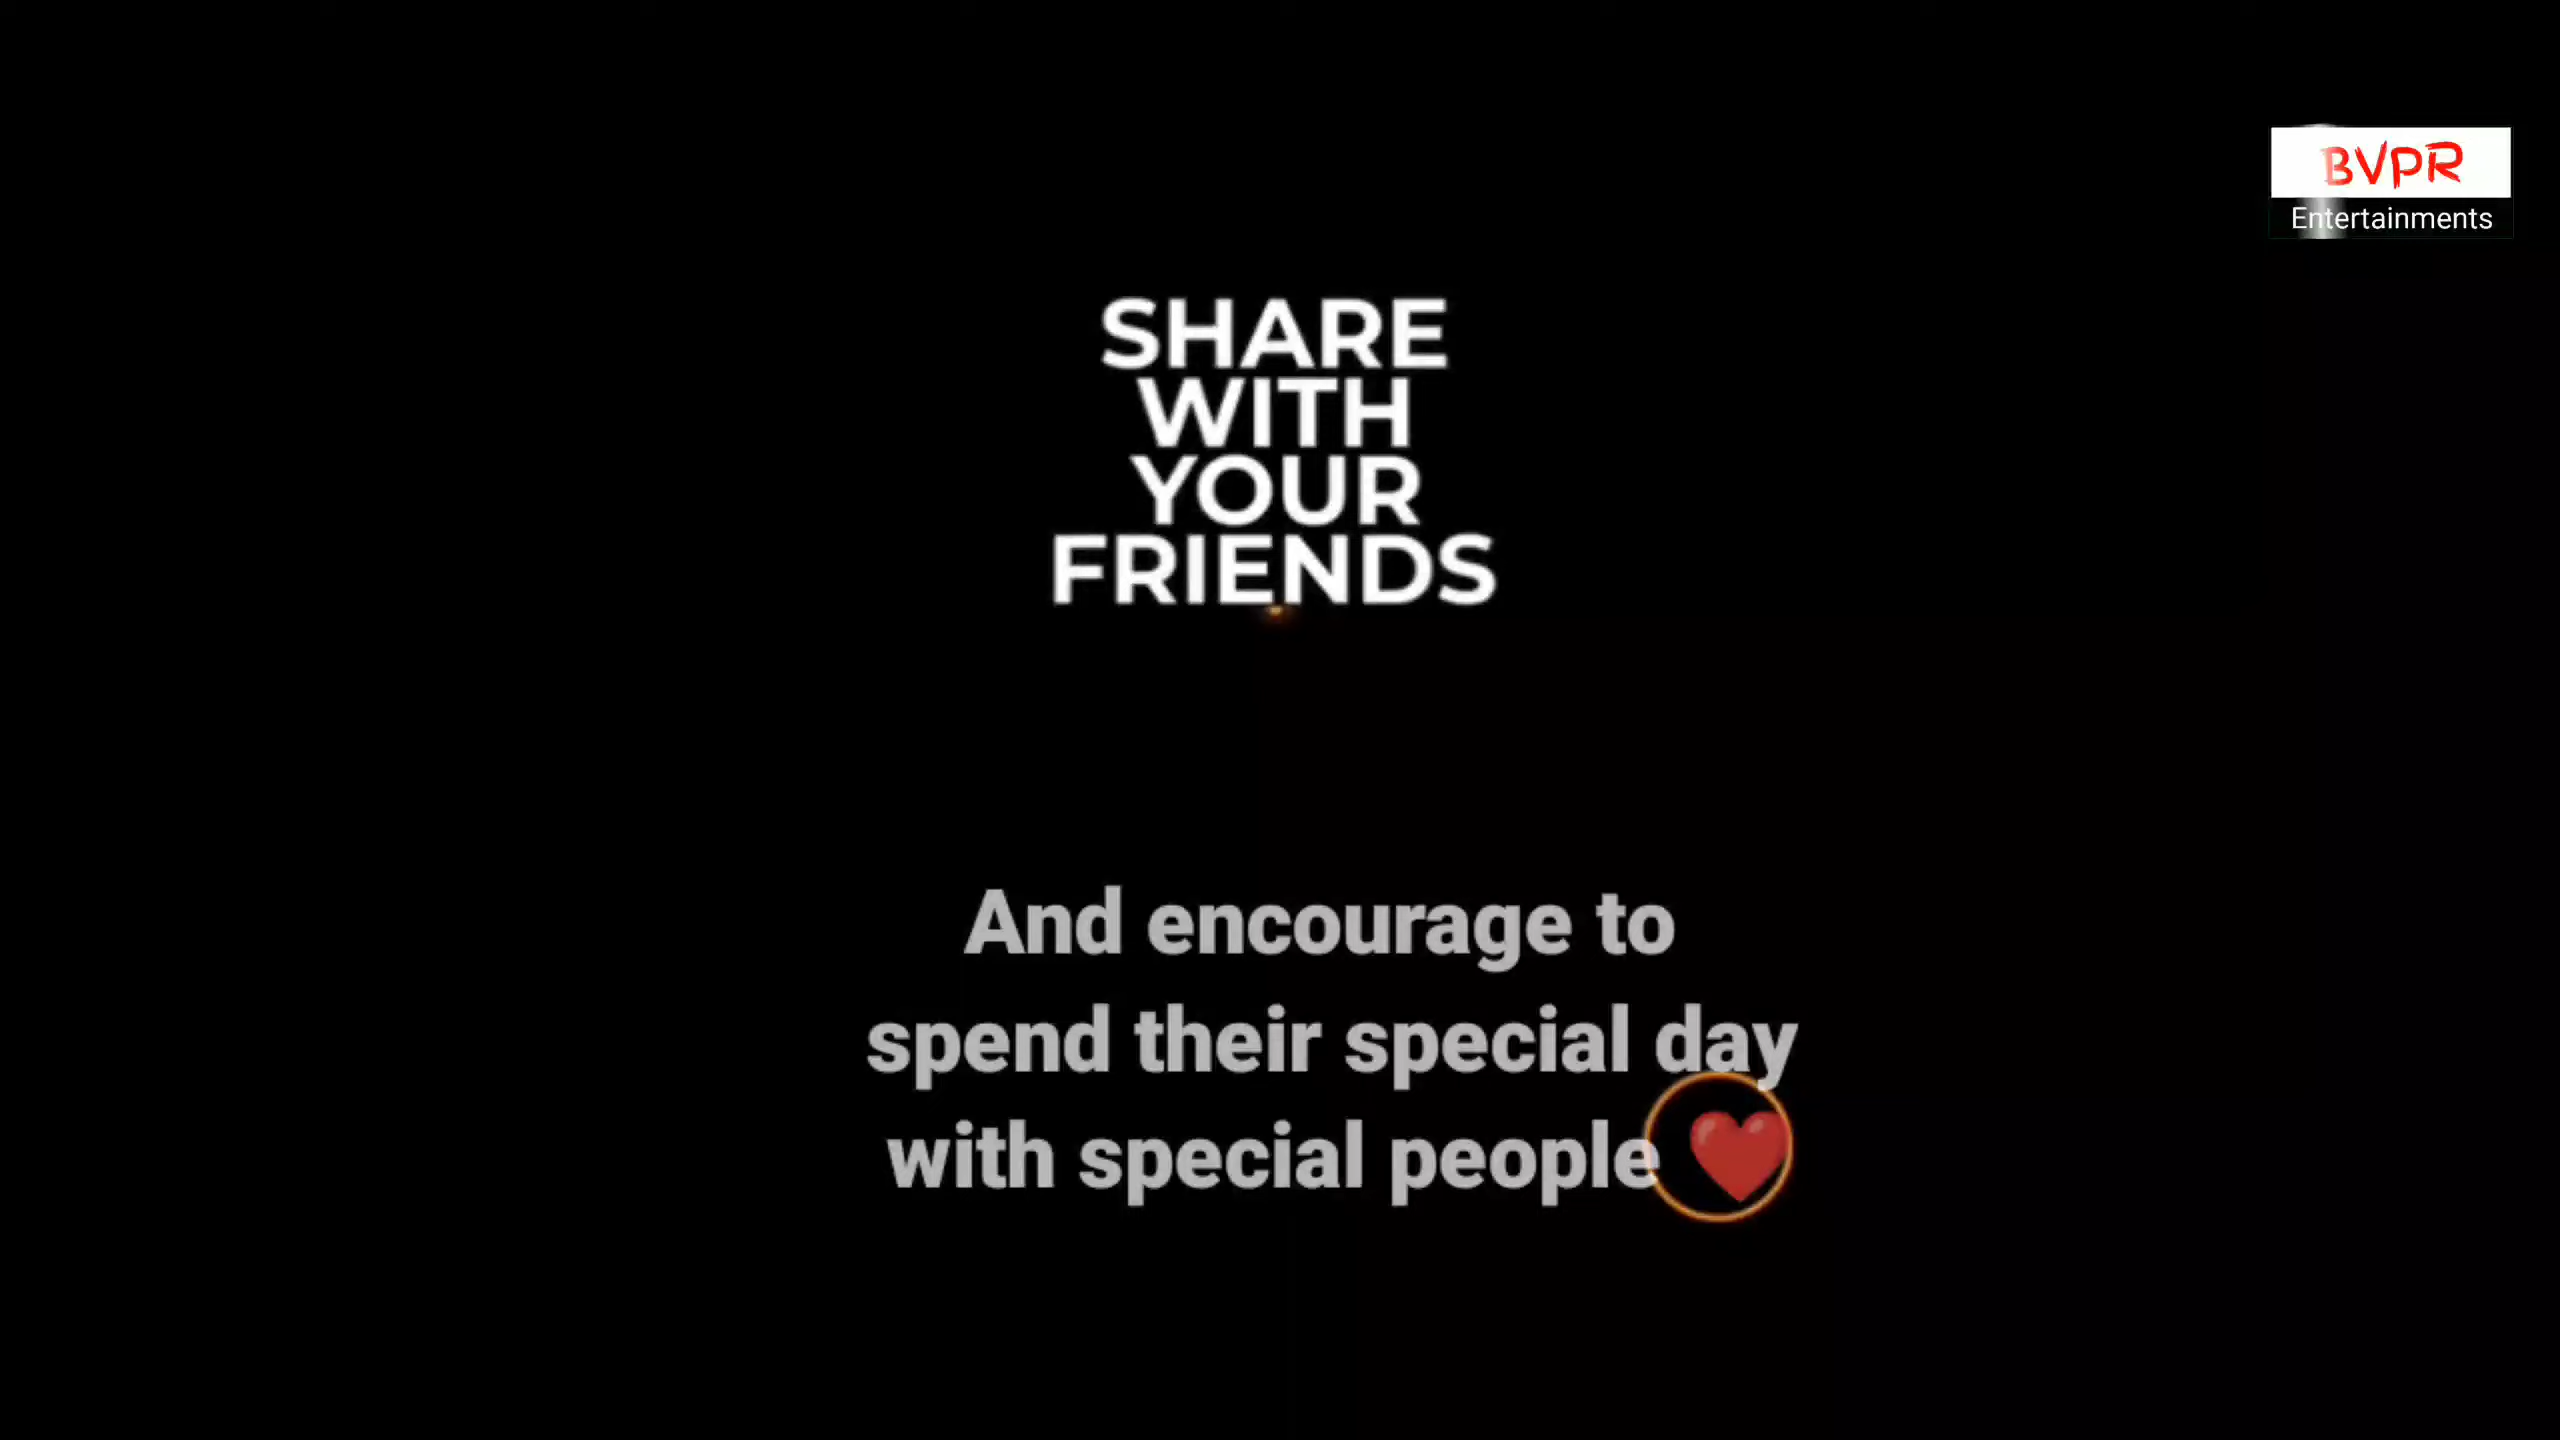 BVPR
Entertainments
SHARE
WITH
YOUR
FRIENDS
And encourage to
spend their special day
with special people ❤️